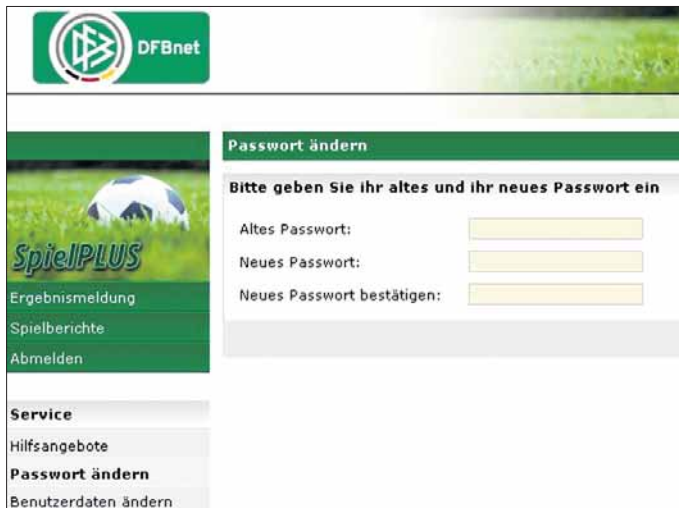 DFBnet
Passwort ändern
Bitte geben Sie ihr altes und ihr neues Passwort ein
Altes Passwort:
Neues Passwort:
Neues Passwort bestätigen:
SpielPLUS
Ergebnismeldung
Spielberichte
Abmelden
Service
Hilfsangebote
Passwort ändern
Benutzerdaten ändern